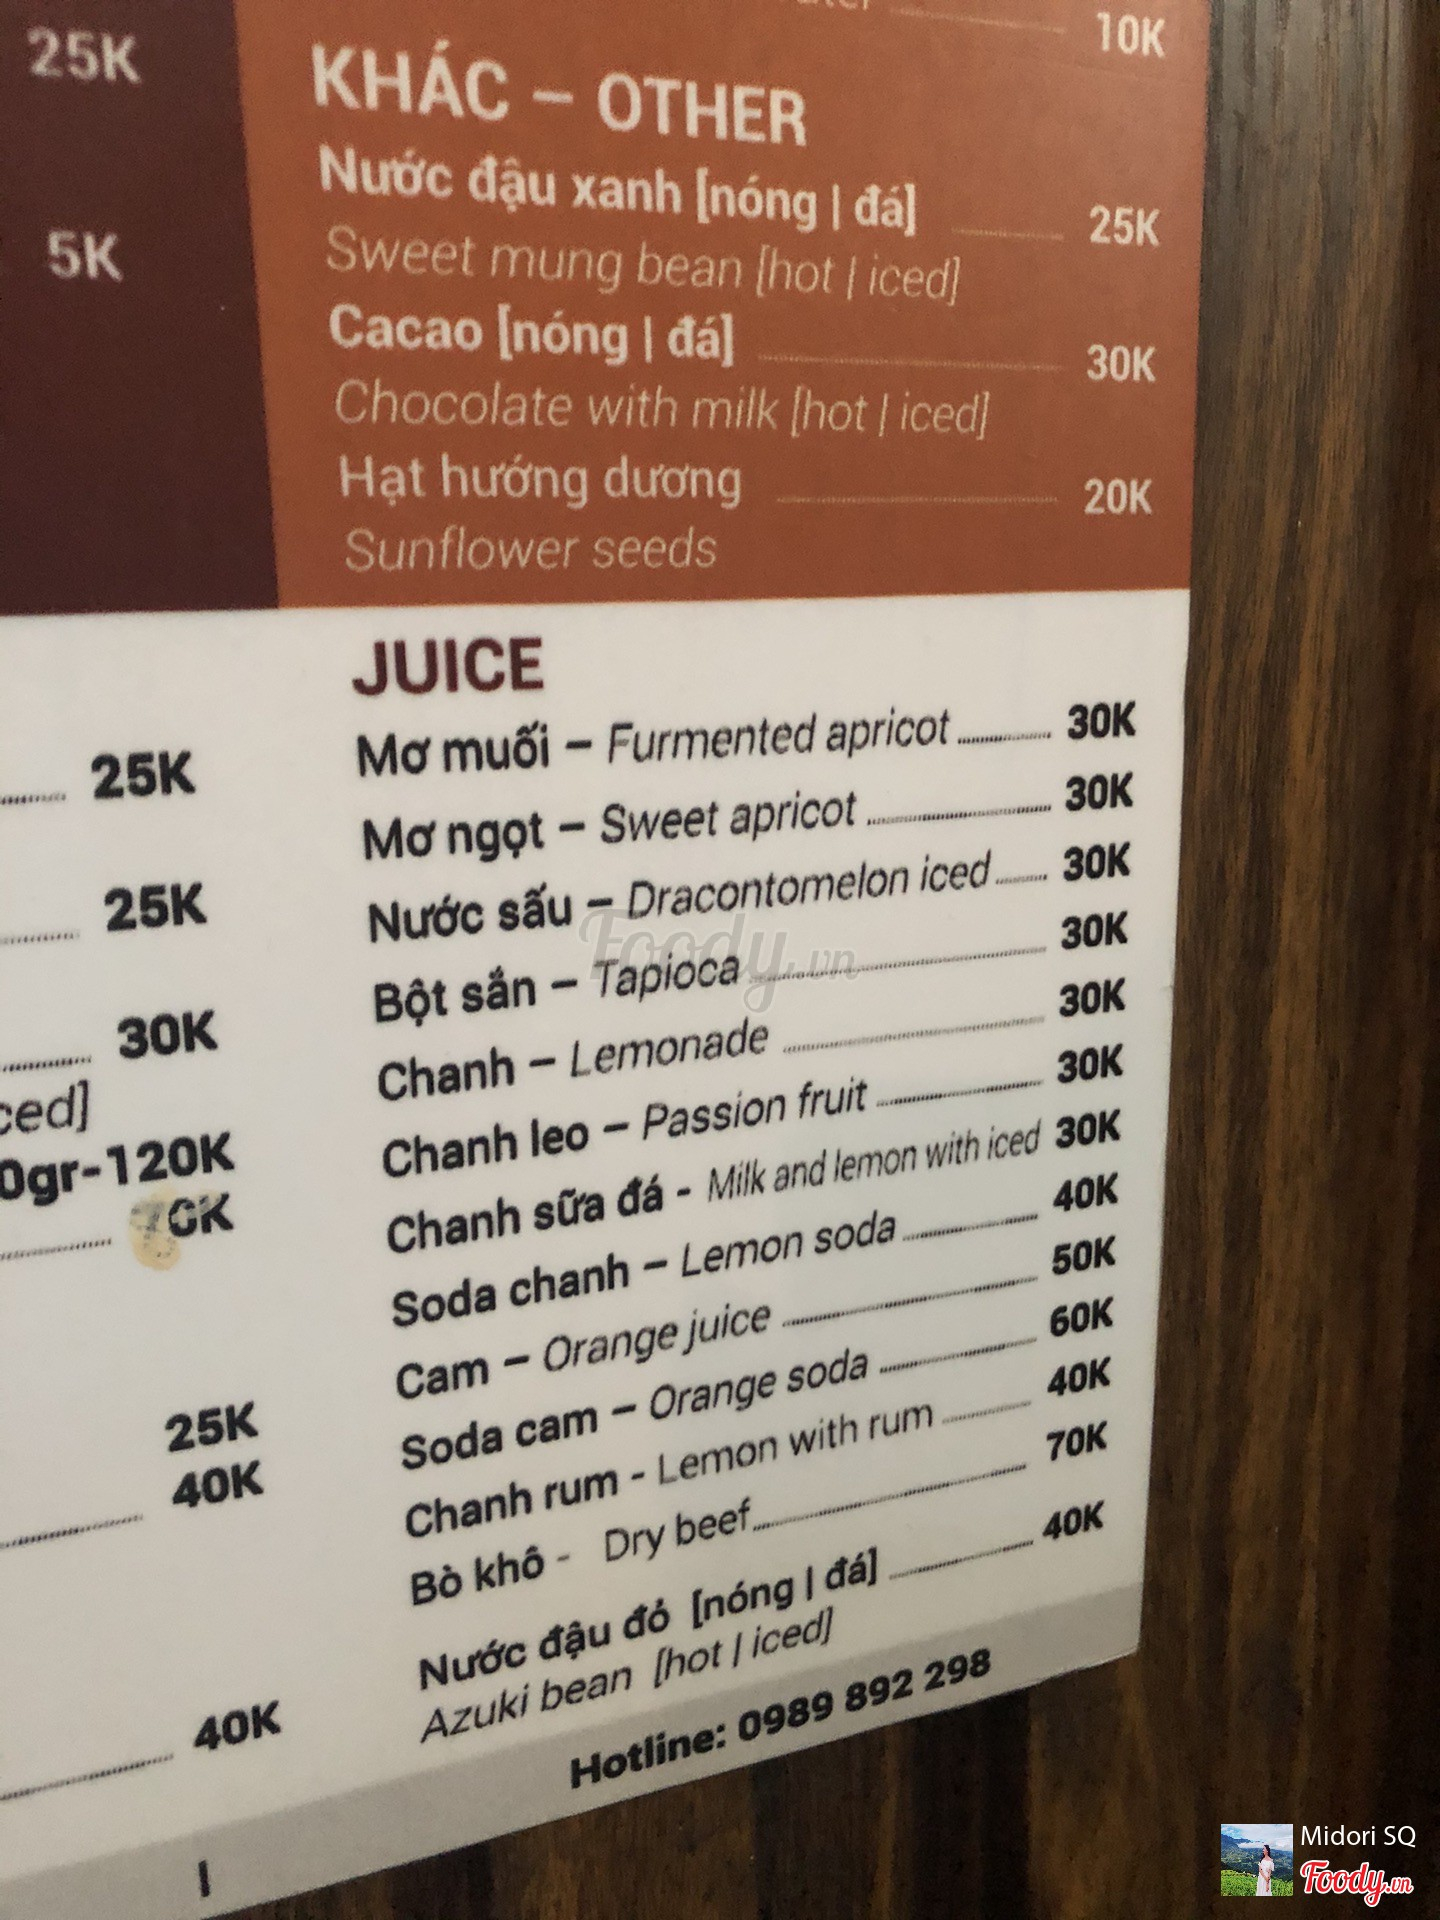 25K
5K
10K
KHÁC – OTHER
Nước đậu xanh [nóng | đá] 25K
Sweet mung bean [hot | iced]
Cacao [nóng | đá] 30K
Chocolate with milk [hot | iced]
Hạt hướng dương 20K
Sunflower seeds
25K
25K
30K
ced]
0gr-120K
0K
25K
40K
40K
JUICE
Mơ muối – Furmented apricot 30K
Mơ ngọt – Sweet apricot 30K
Nước sấu – Dracontomelon iced 30K
Bột sắn – Tapioca 30K
Chanh – Lemonade 30K
Chanh leo – Passion fruit 30K
Chanh sữa đá - Milk and lemon with iced 30K
Soda chanh – Lemon soda 40K
Cam – Orange juice 50K
Soda cam – Orange soda 60K
Chanh rum - Lemon with rum 40K
Bò khô - Dry beef 70K
Nước đậu đỏ [nóng | đá] 40K
Azuki bean [hot | iced]
Hotline: 0989 892 298
Foody.vn
Midori SQ
Foody.vn